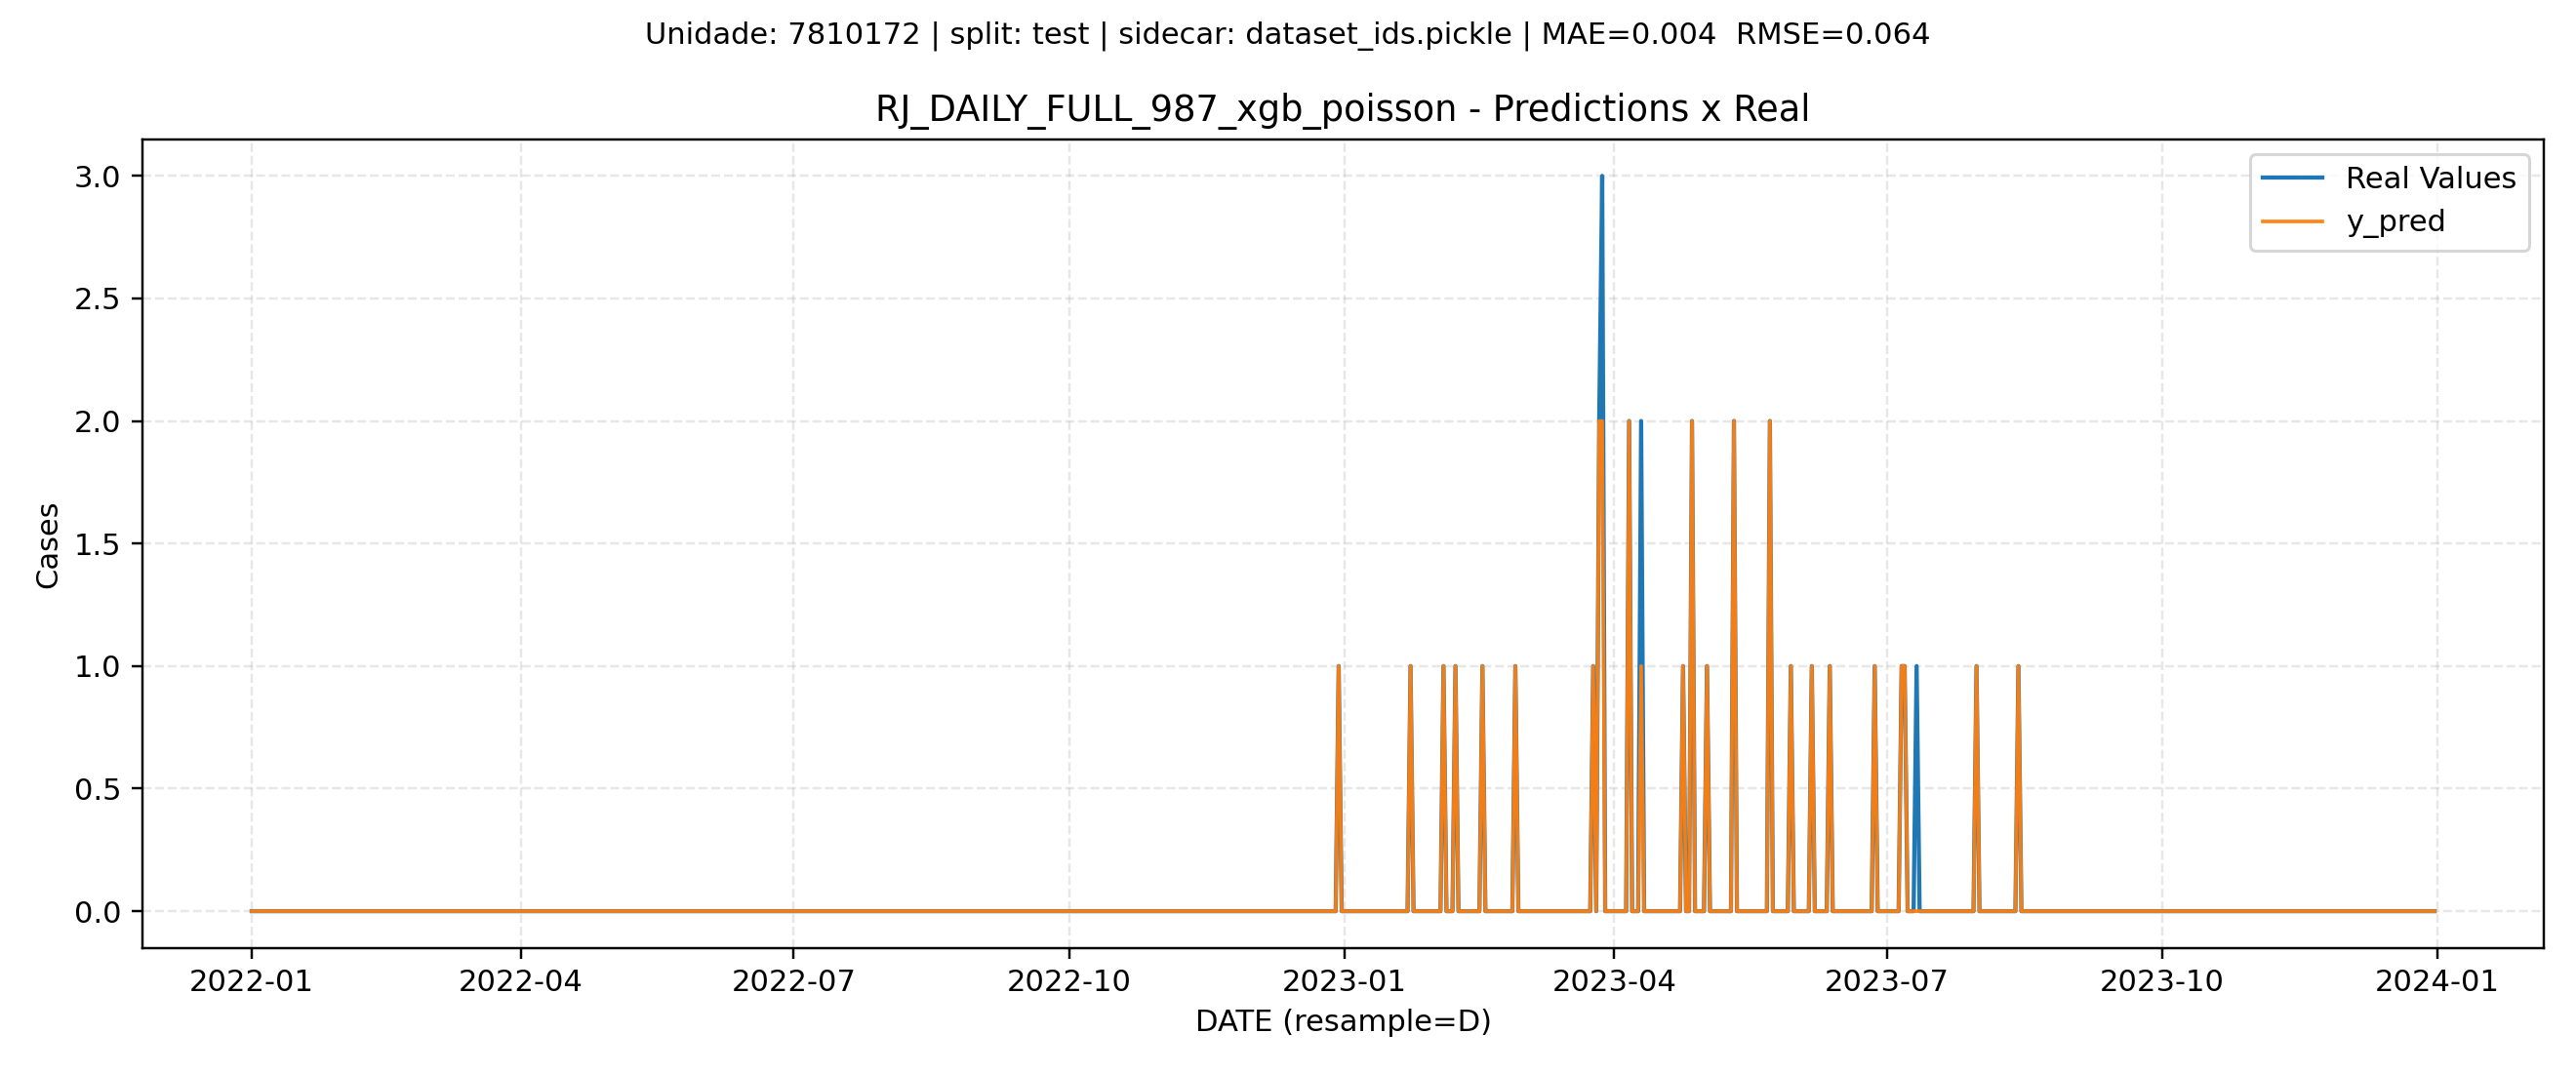 Unidade: 7810172 | split: test | sidecar: dataset_ids.pickle | MAE=0.004  RMSE=0.064
RJ_DAILY_FULL_987_xgb_poisson - Predictions x Real
Real Values
y_pred
Cases
3.0
2.5
2.0
1.5
1.0
0.5
0.0
2022-01
2022-04
2022-07
2022-10
2023-01
2023-04
2023-07
2023-10
2024-01
DATE (resample=D)